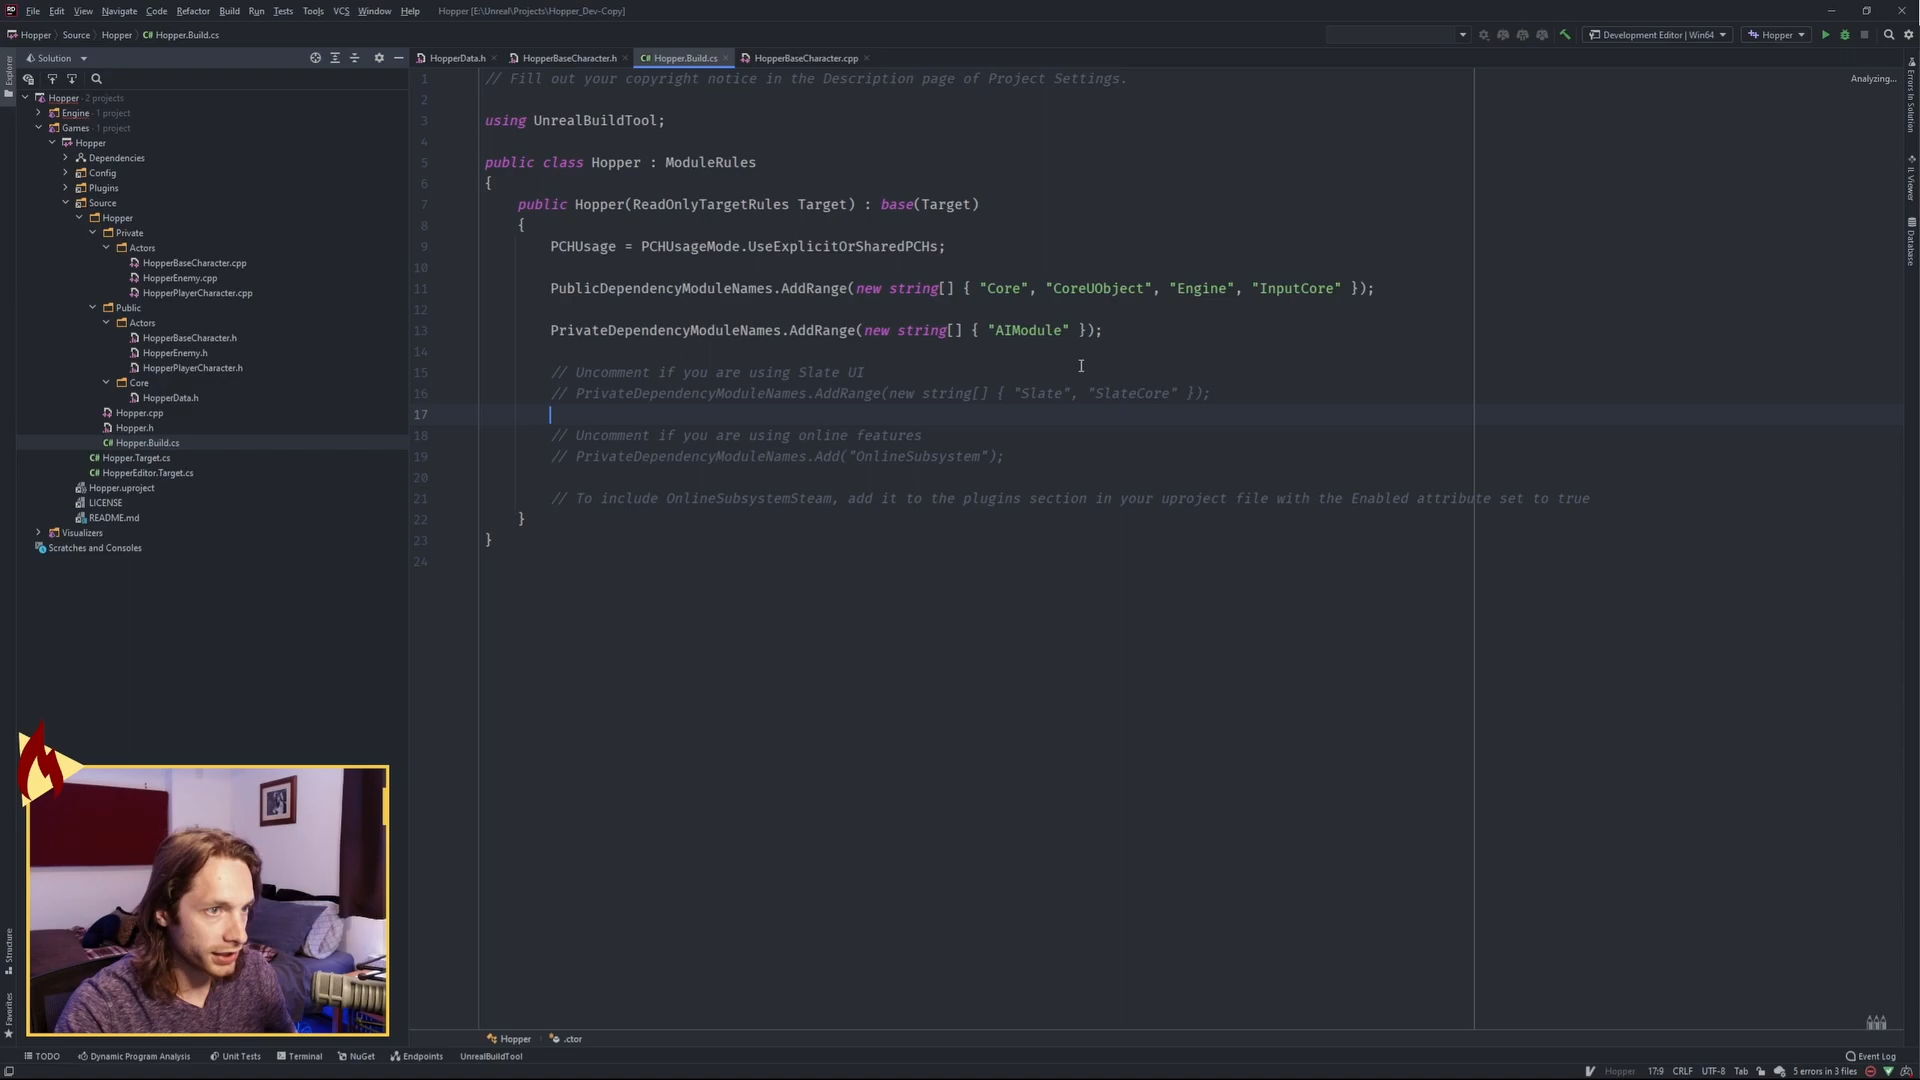 File Edit View Navigate Code Refactor Build Run Tests Tools VCS Window Help Hopper [E:\Unreal\Projects\Hopper_Dev-Copy]
Hopper Source Hopper Hopper.Build.cs Development Editor | Win64 Hopper
Solution HopperData.h HopperBaseCharacter.h Hopper.Build.cs HopperBaseCharacter.cpp
Analyzing...
Explorer
Hopper · 2 projects
Engine · 1 project
Games · 1 project
Hopper
Dependencies
Config
Plugins
Source
Hopper
Private
Actors
HopperBaseCharacter.cpp
HopperEnemy.cpp
HopperPlayerCharacter.cpp
Public
Actors
HopperBaseCharacter.h
HopperEnemy.h
HopperPlayerCharacter.h
Core
HopperData.h
Hopper.cpp
Hopper.h
Hopper.Build.cs
Hopper.Target.cs
HopperEditor.Target.cs
Hopper.uproject
LICENSE
README.md
Visualizers
Scratches and Consoles
Structure
Favorites
1 // Fill out your copyright notice in the Description page of Project Settings.
2
3 using UnrealBuildTool;
4
5 public class Hopper : ModuleRules
6 {
7 public Hopper(ReadOnlyTargetRules Target) : base(Target)
8 {
9 PCHUsage = PCHUsageMode.UseExplicitOrSharedPCHs;
10
11 PublicDependencyModuleNames.AddRange(new string[] { "Core", "CoreUObject", "Engine", "InputCore" });
12
13 PrivateDependencyModuleNames.AddRange(new string[] { "AIModule" });
14
15 // Uncomment if you are using Slate UI
16 // PrivateDependencyModuleNames.AddRange(new string[] { "Slate", "SlateCore" });
17
18 // Uncomment if you are using online features
19 // PrivateDependencyModuleNames.Add("OnlineSubsystem");
20
21 // To include OnlineSubsystemSteam, add it to the plugins section in your uproject file with the Enabled attribute set to true
22 }
23 }
24
Errors In Solution
IL Viewer
Database
Hopper .ctor
TODO Dynamic Program Analysis Unit Tests Terminal NuGet Endpoints UnrealBuildTool Event Log
Hopper 17:9 CRLF UTF-8 Tab 5 errors in 3 files